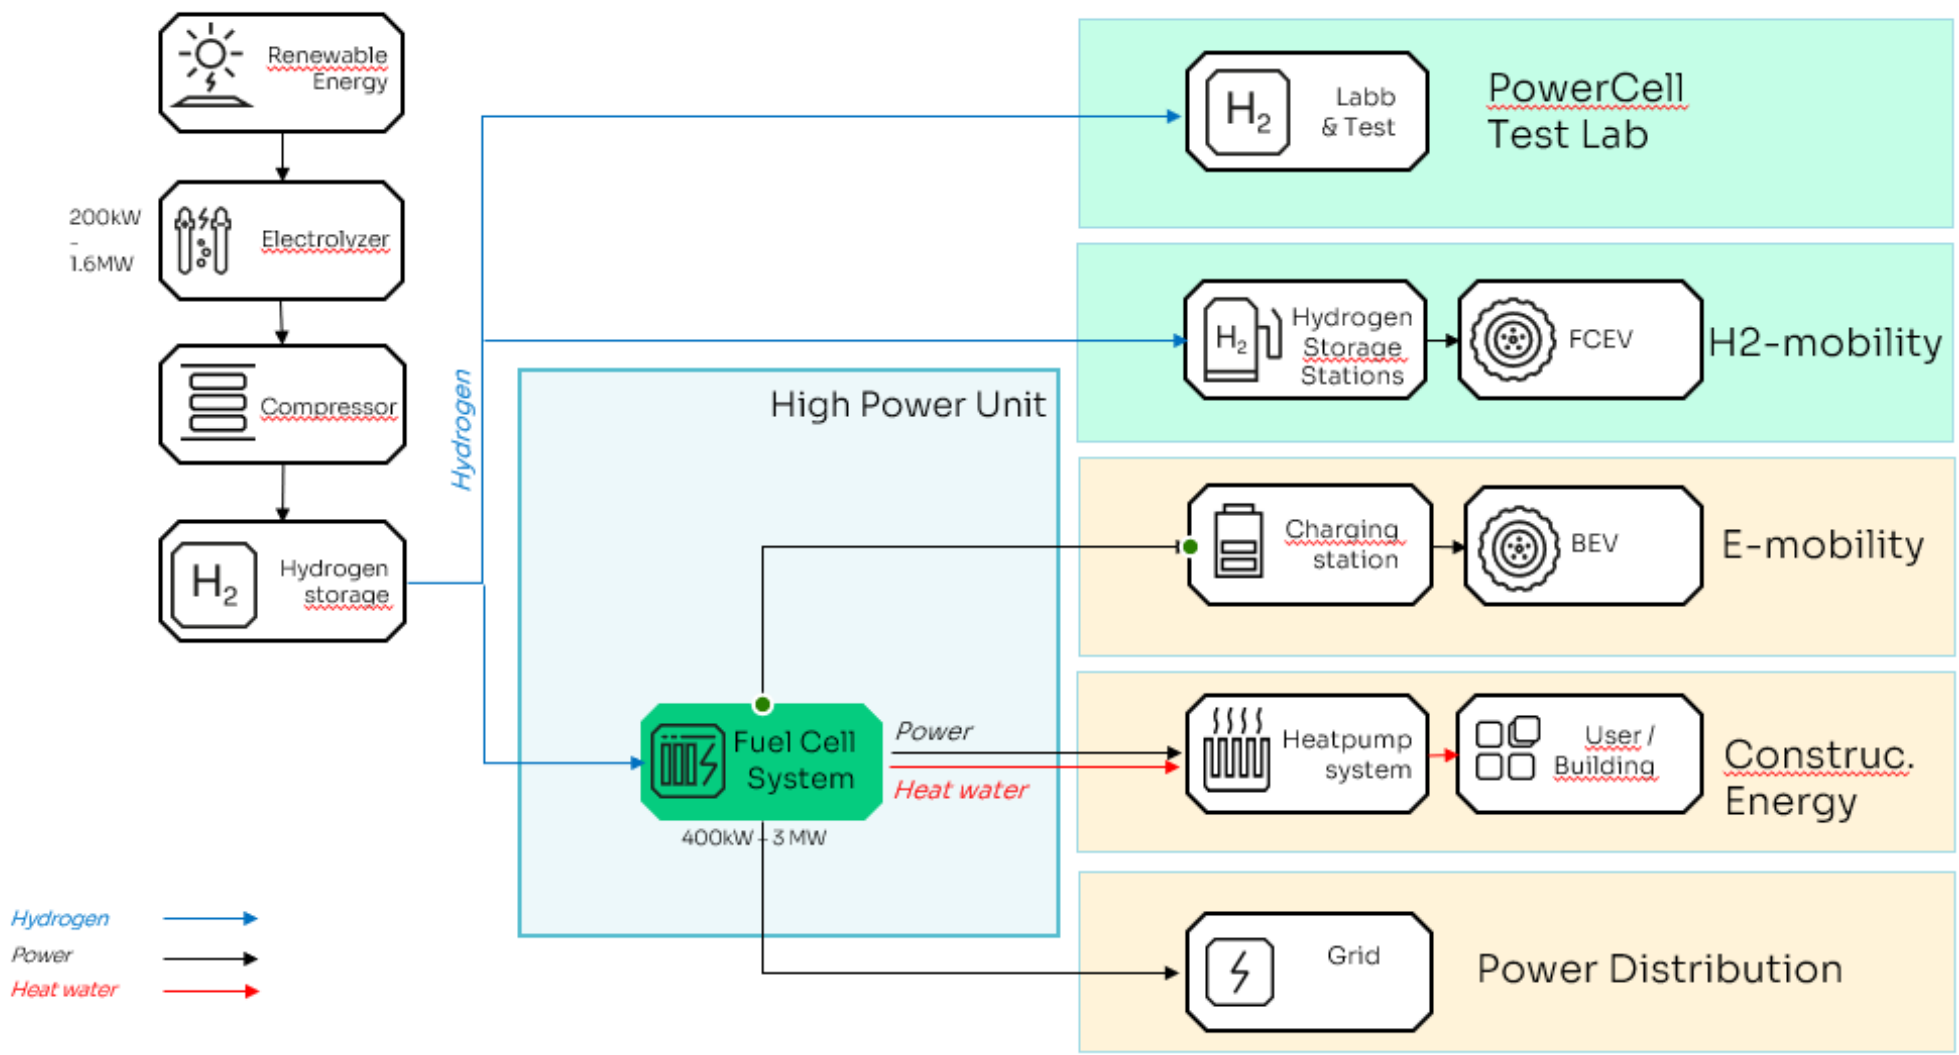 Renewable
Energy
200kW
-
1.6MW
Electrolyzer
Compressor
H2
Hydrogen
storage
Hydrogen
High Power Unit
Fuel Cell
System
400kW - 3 MW
Power
Heat water
H2
Labb
& Test
PowerCell
Test Lab
H2
Hydrogen
Storage
Stations
FCEV
H2-mobility
Charging
station
BEV
E-mobility
Heatpump
system
User /
Building
Construc.
Energy
Grid
Power Distribution
Hydrogen
Power
Heat water